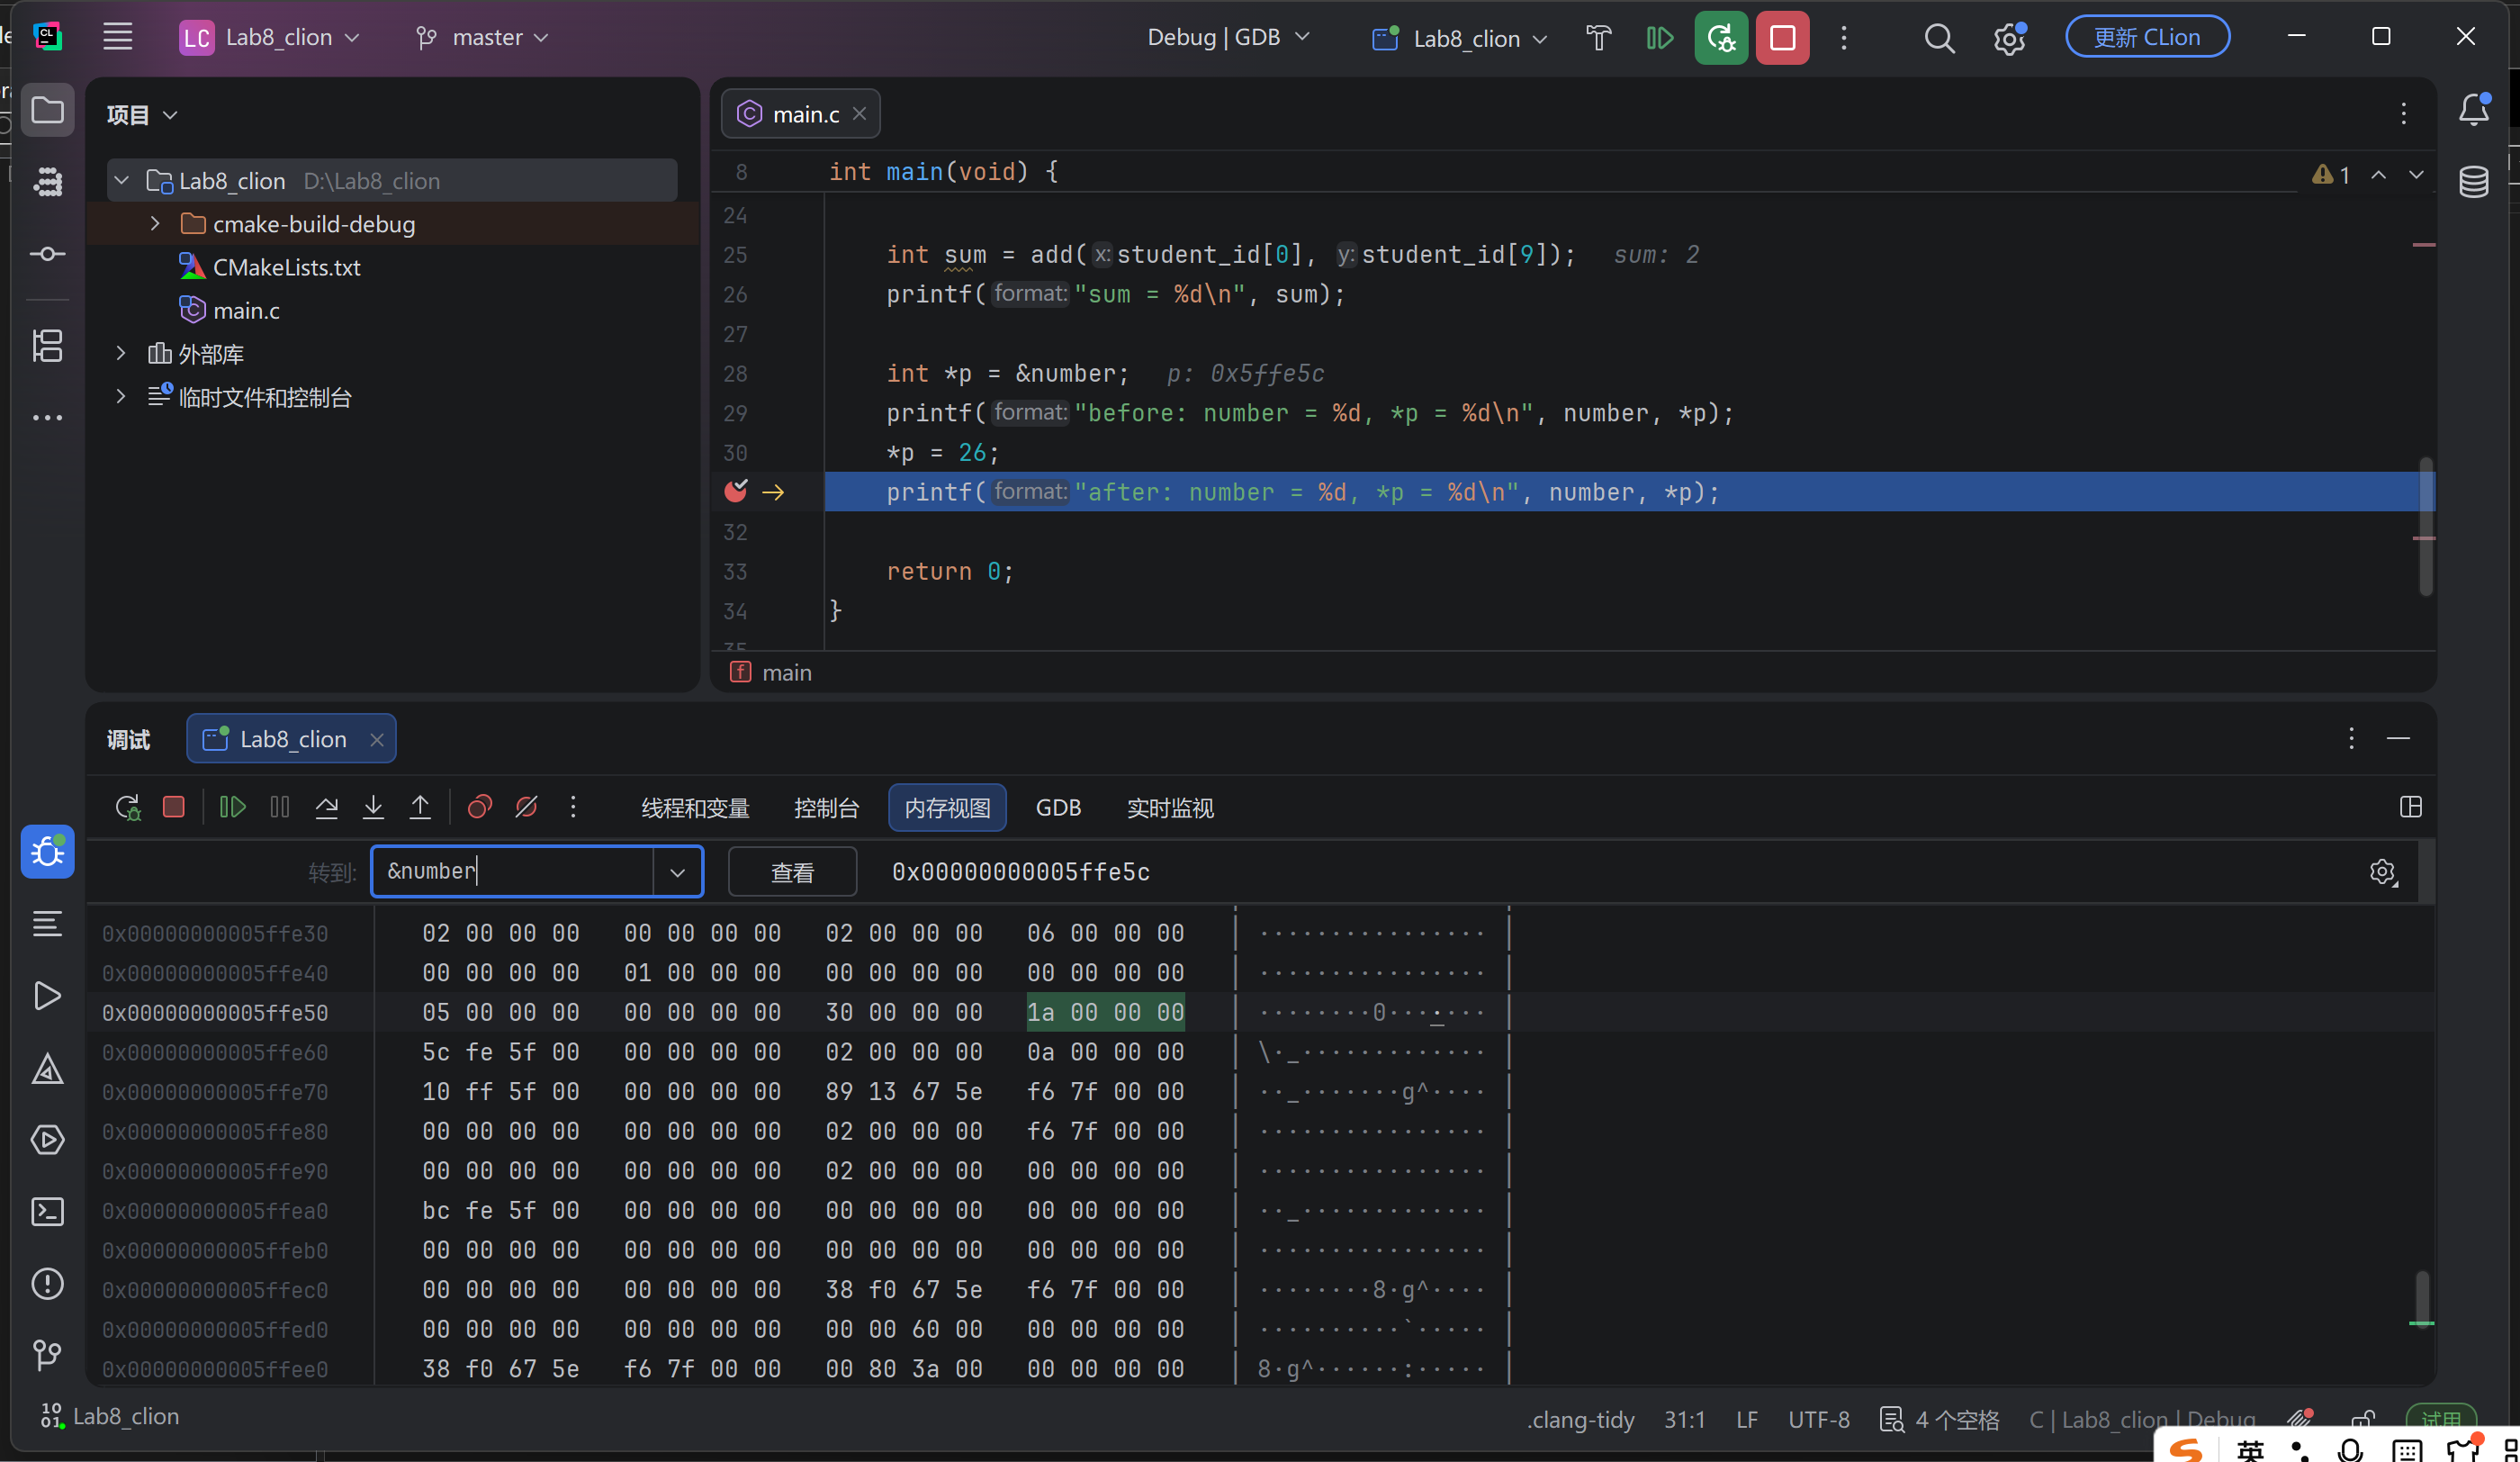 LC Lab8_clion master Debug | GDB Lab8_clion 更新 CLion
项目
Lab8_clion D:\Lab8_clion
cmake-build-debug
CMakeLists.txt
main.c
外部库
临时文件和控制台
main.c
8 int main(void) {
1
24
25 int sum = add(x: student_id[0], y: student_id[9]); sum: 2
26 printf(format: "sum = %d\n", sum);
27
28 int *p = &number; p: 0x5ffe5c
29 printf(format: "before: number = %d, *p = %d\n", number, *p);
30 *p = 26;
printf(format: "after: number = %d, *p = %d\n", number, *p);
32
33 return 0;
34 }
35
f main
调试 Lab8_clion
线程和变量 控制台 内存视图 GDB 实时监视
转到: &number 查看 0x00000000005ffe5c
0x00000000005ffe30 02 00 00 00 00 00 00 00 02 00 00 00 06 00 00 00 | ················ |
0x00000000005ffe40 00 00 00 00 01 00 00 00 00 00 00 00 00 00 00 00 | ················ |
0x00000000005ffe50 05 00 00 00 00 00 00 00 30 00 00 00 1a 00 00 00 | ········0······· |
0x00000000005ffe60 5c fe 5f 00 00 00 00 00 02 00 00 00 0a 00 00 00 | \·_············· |
0x00000000005ffe70 10 ff 5f 00 00 00 00 00 89 13 67 5e f6 7f 00 00 | ··_·······g^···· |
0x00000000005ffe80 00 00 00 00 00 00 00 00 02 00 00 00 f6 7f 00 00 | ················ |
0x00000000005ffe90 00 00 00 00 00 00 00 00 02 00 00 00 00 00 00 00 | ················ |
0x00000000005ffea0 bc fe 5f 00 00 00 00 00 00 00 00 00 00 00 00 00 | ··_············· |
0x00000000005ffeb0 00 00 00 00 00 00 00 00 00 00 00 00 00 00 00 00 | ················ |
0x00000000005ffec0 00 00 00 00 00 00 00 00 38 f0 67 5e f6 7f 00 00 | ········8·g^···· |
0x00000000005ffed0 00 00 00 00 00 00 00 00 00 00 60 00 00 00 00 00 | ··········`····· |
0x00000000005ffee0 38 f0 67 5e f6 7f 00 00 00 80 3a 00 00 00 00 00 | 8·g^······:····· |
Lab8_clion .clang-tidy 31:1 LF UTF-8 4 个空格 C | Lab8_clion | Debug 试用
英